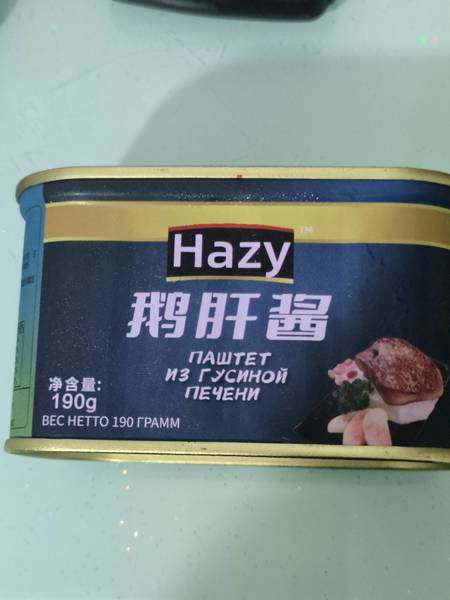 Hazy™
鹅肝酱
ПАШТЕТ
ИЗ ГУСИНОЙ
ПЕЧЕНИ
净含量:
190g
ВЕС НЕТТО 190 ГРАММ